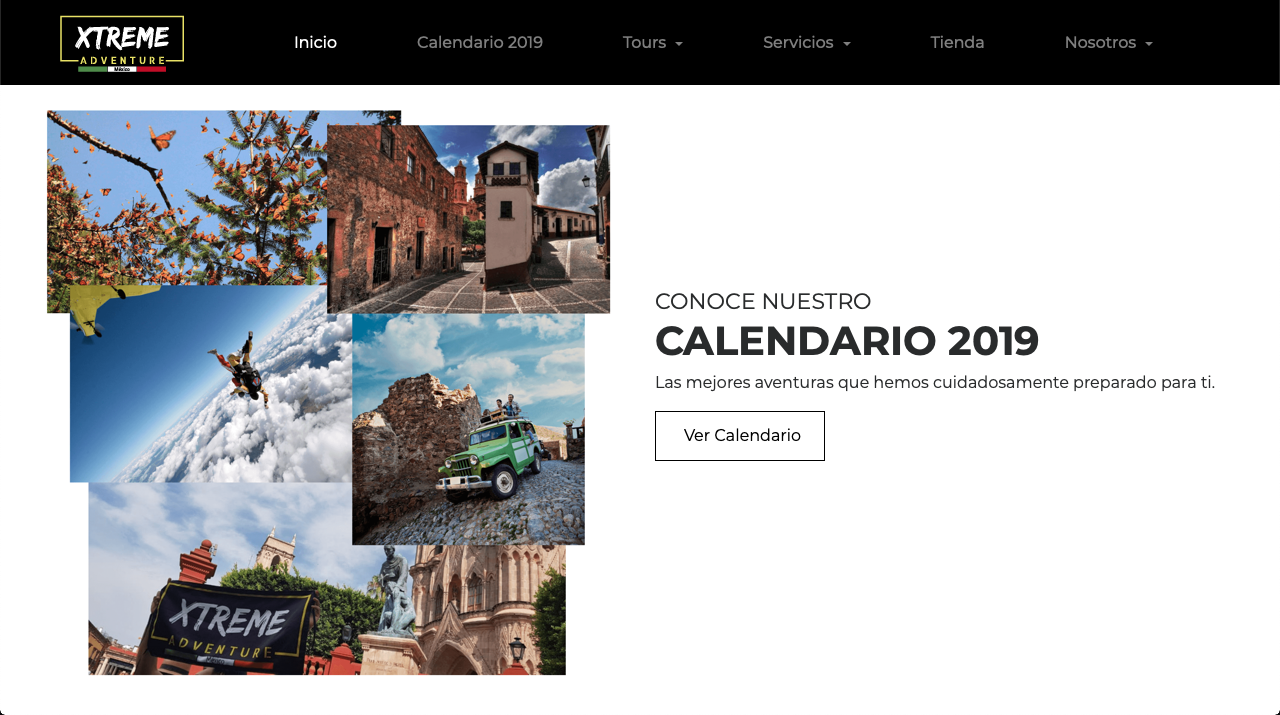 XTREME
ADVENTURE
México
Inicio
Calendario 2019
Tours
Servicios
Tienda
Nosotros
CONOCE NUESTRO
CALENDARIO 2019
Las mejores aventuras que hemos cuidadosamente preparado para ti.
Ver Calendario
XTREME
ADVENTURE
México